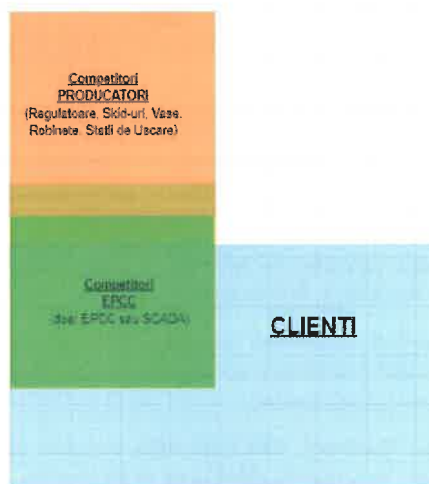 Competitori
PRODUCATORI
(Regulatoare, Skid-uri, Vase,
Robinete, Statii de Uscare)
Competitori
EPCC
(doar EPCC sau SCADA)
CLIENTI